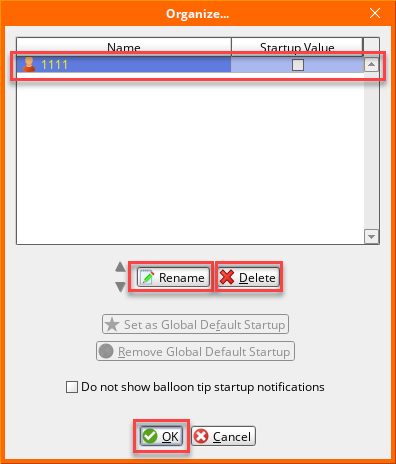 Organize...
Name Startup Value
1111
Rename Delete
Set as Global Default Startup
Remove Global Default Startup
Do not show balloon tip startup notifications
OK Cancel